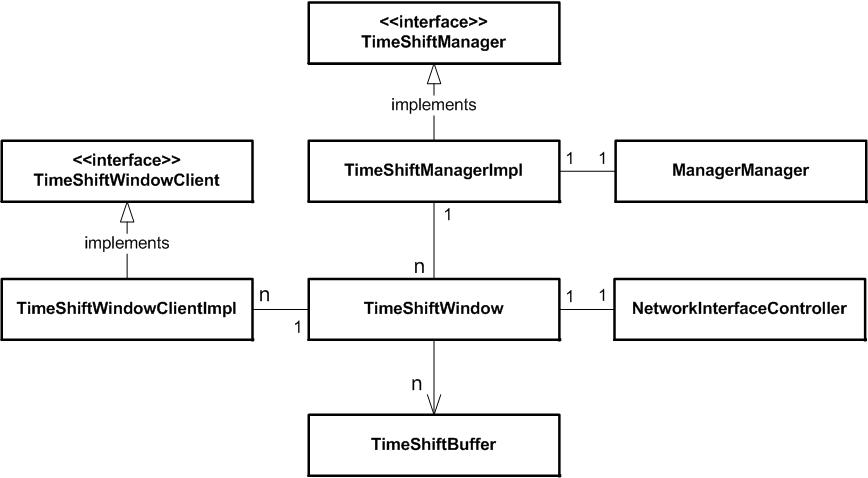 <<interface>>
TimeShiftManager
implements
<<interface>>
TimeShiftWindowClient
TimeShiftManagerImpl
1 1
ManagerManager
1
implements
n
TimeShiftWindowClientImpl
n
1
TimeShiftWindow
1 1
NetworkInterfaceController
n
TimeShiftBuffer